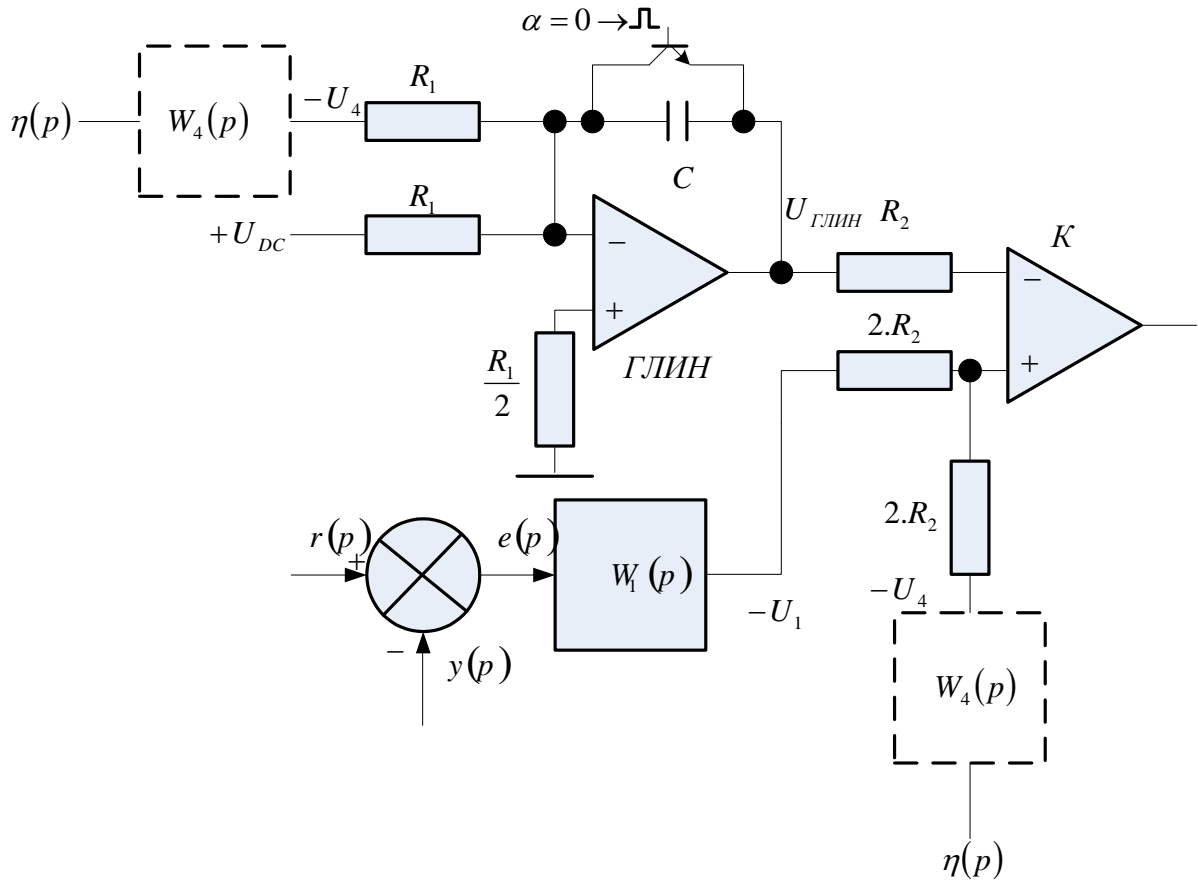 α = 0 →
η(p)
W₄(p)
−U₄
R₁
C
+U_DC
R₁
−
+
ГЛИН
U_ГЛИН
R₂
К
−
+
2.R₂
R₁
2
r(p)
+
−
y(p)
e(p)
W₁(p)
−U₁
2.R₂
−U₄
W₄(p)
η(p)